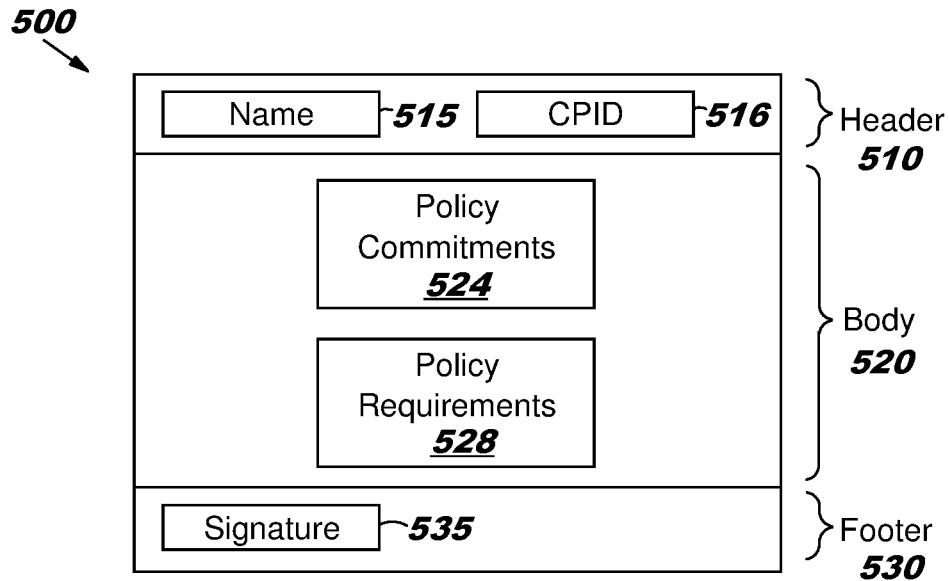 500
Name 515 CPID 516
Header
510
Policy
Commitments
524
Body
520
Policy
Requirements
528
Signature 535
Footer
530